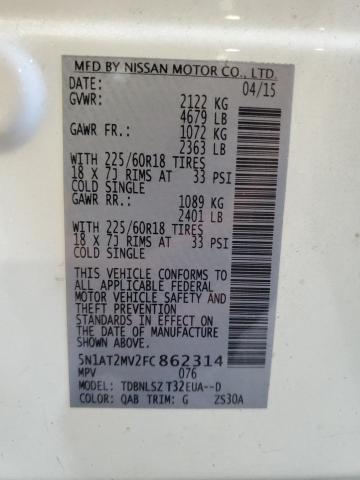 MFD BY NISSAN MOTOR CO., LTD.
DATE: 04/15
GVWR: 2122 KG
4679 LB
GAWR FR.: 1072 KG
2363 LB
WITH 225/60R18 TIRES
18 X 7J RIMS AT 33 PSI
COLD SINGLE
GAWR RR.: 1089 KG
2401 LB
WITH 225/60R18 TIRES
18 X 7J RIMS AT 33 PSI
COLD SINGLE
THIS VEHICLE CONFORMS TO
ALL APPLICABLE FEDERAL
MOTOR VEHICLE SAFETY
AND THEFT PREVENTION
STANDARDS IN EFFECT ON
THE DATE OF MANUFACTURE
SHOWN ABOVE.
5N1AT2MV2FC862314
MPV 076
MODEL: TDBNLSZ T32EUA--D
COLOR: QAB TRIM: G ZS30A